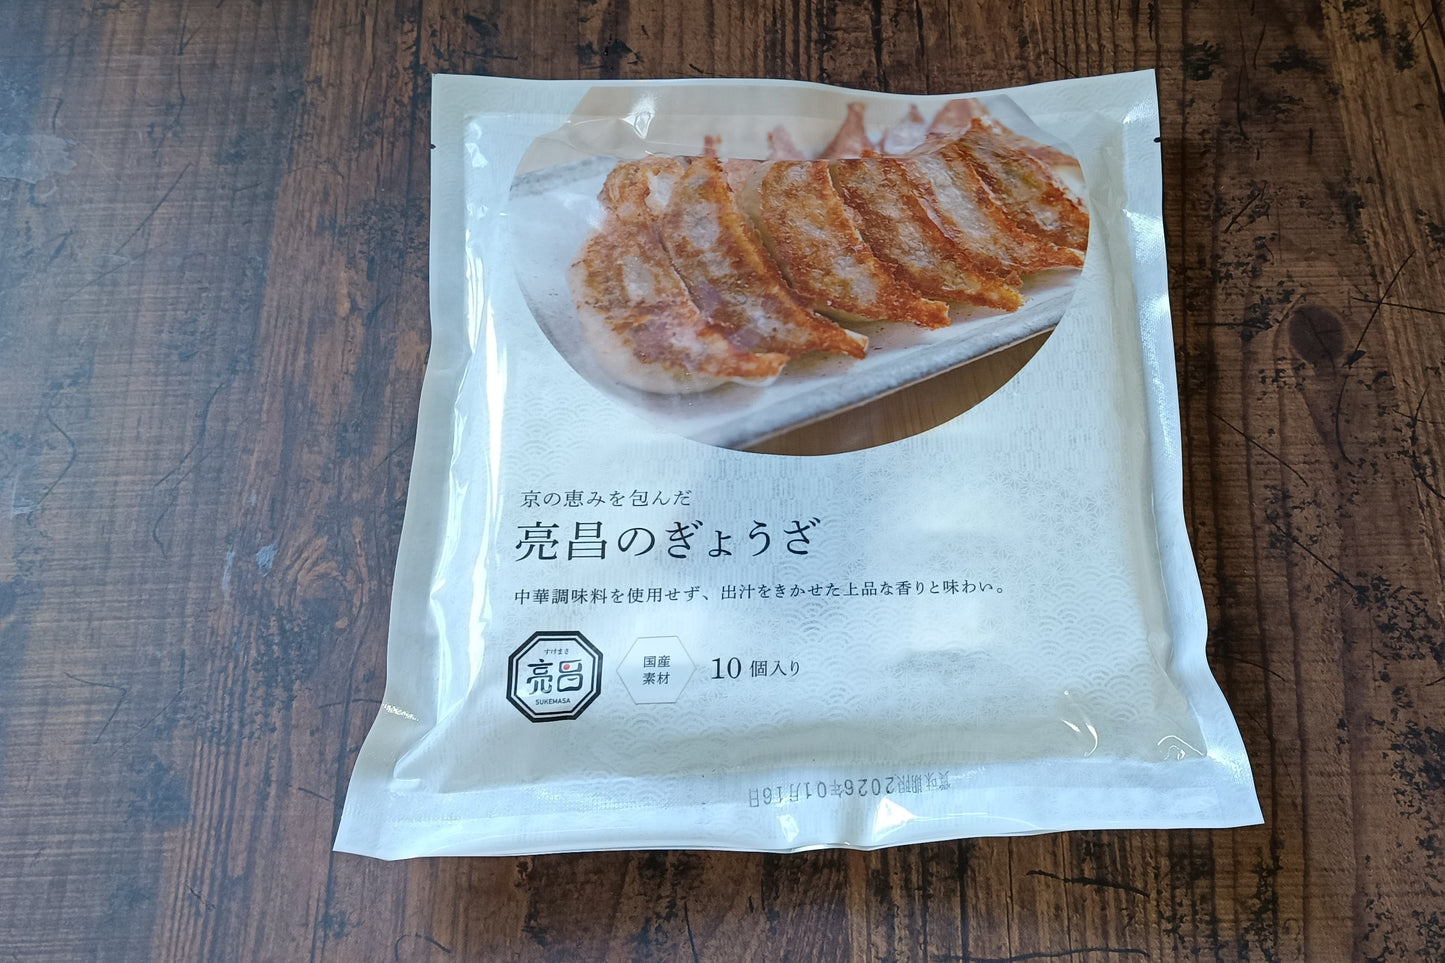 京の恵みを包んだ
亮昌のぎょうざ
中華調味料を使用せず、出汁をきかせた上品な香りと味わい。
すけまさ
亮昌
SUKEMASA
国産
素材
10個入り
賞味期限2026年01月16日